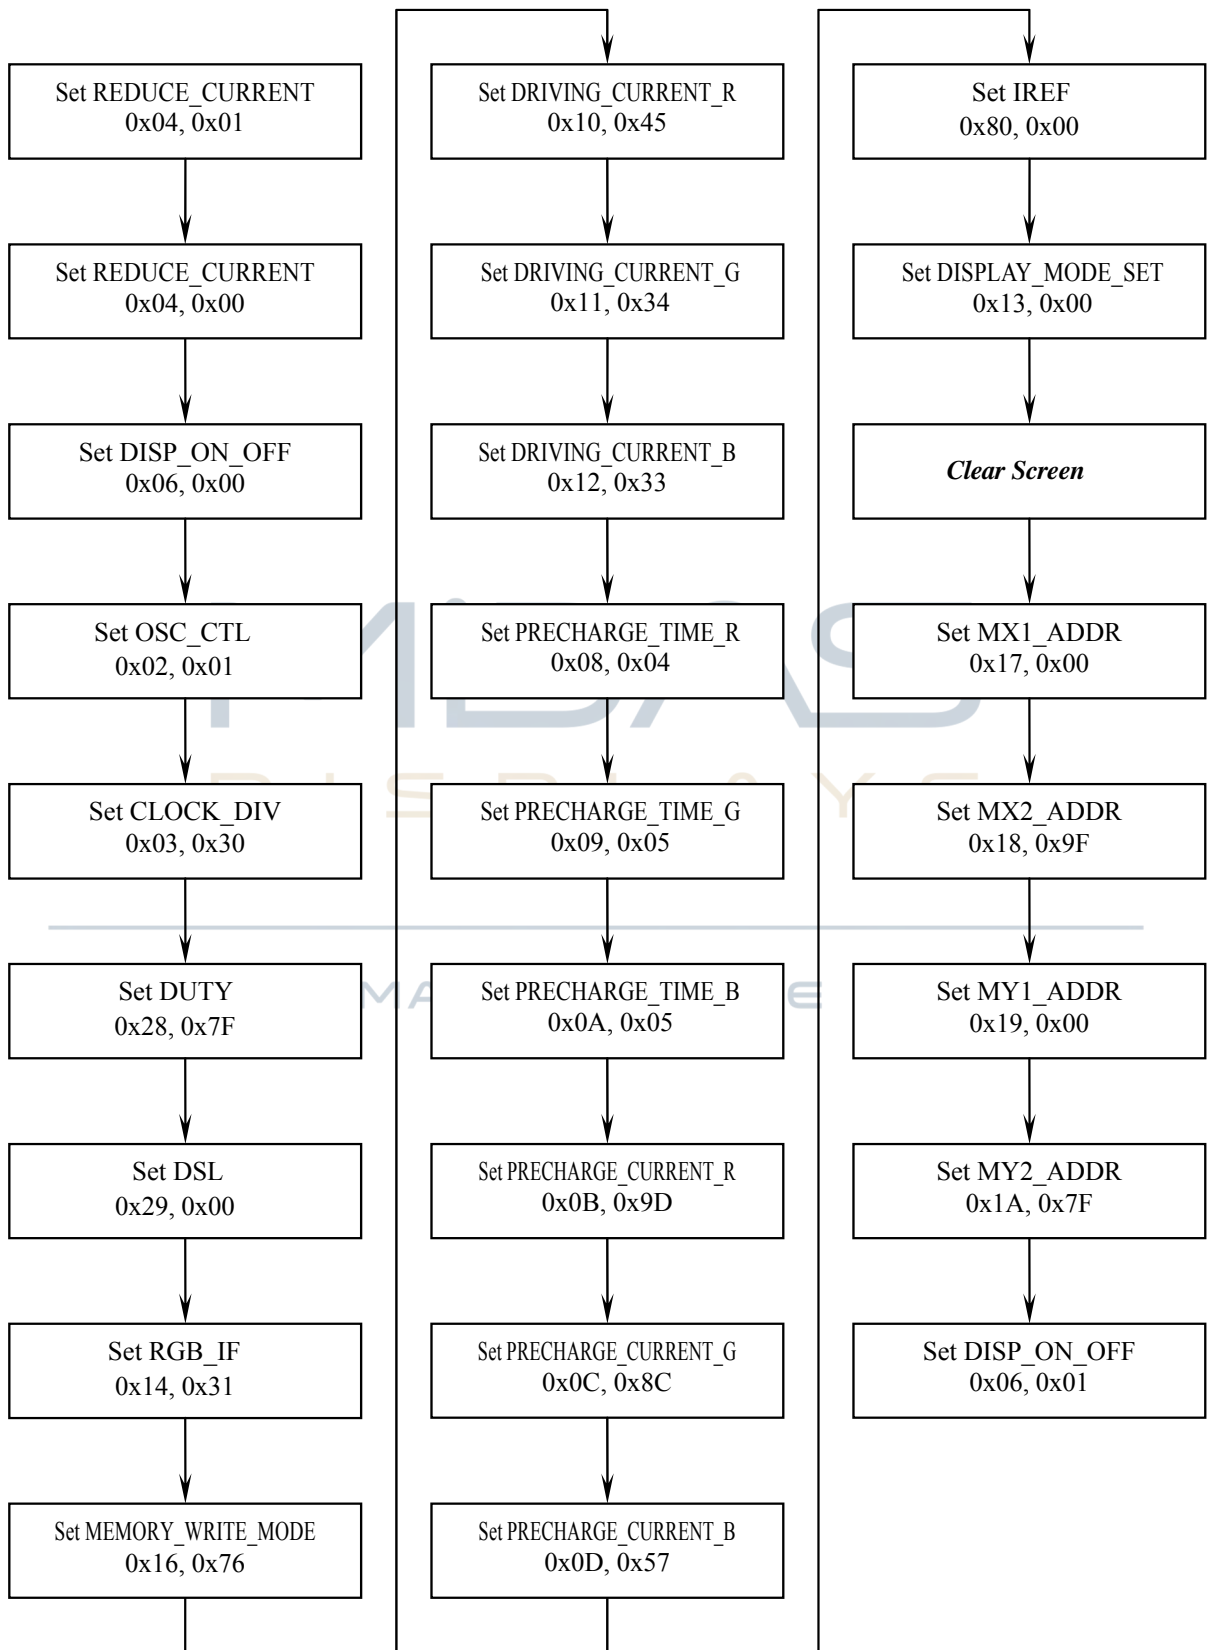 Set REDUCE_CURRENT
0x04, 0x01
Set REDUCE_CURRENT
0x04, 0x00
Set DISP_ON_OFF
0x06, 0x00
Set OSC_CTL
0x02, 0x01
Set CLOCK_DIV
0x03, 0x30
Set DUTY
0x28, 0x7F
Set DSL
0x29, 0x00
Set RGB_IF
0x14, 0x31
Set MEMORY_WRITE_MODE
0x16, 0x76
Set DRIVING_CURRENT_R
0x10, 0x45
Set DRIVING_CURRENT_G
0x11, 0x34
Set DRIVING_CURRENT_B
0x12, 0x33
Set PRECHARGE_TIME_R
0x08, 0x04
Set PRECHARGE_TIME_G
0x09, 0x05
Set PRECHARGE_TIME_B
0x0A, 0x05
Set PRECHARGE_CURRENT_R
0x0B, 0x9D
Set PRECHARGE_CURRENT_G
0x0C, 0x8C
Set PRECHARGE_CURRENT_B
0x0D, 0x57
Set IREF
0x80, 0x00
Set DISPLAY_MODE_SET
0x13, 0x00
Clear Screen
Set MX1_ADDR
0x17, 0x00
Set MX2_ADDR
0x18, 0x9F
Set MY1_ADDR
0x19, 0x00
Set MY2_ADDR
0x1A, 0x7F
Set DISP_ON_OFF
0x06, 0x01